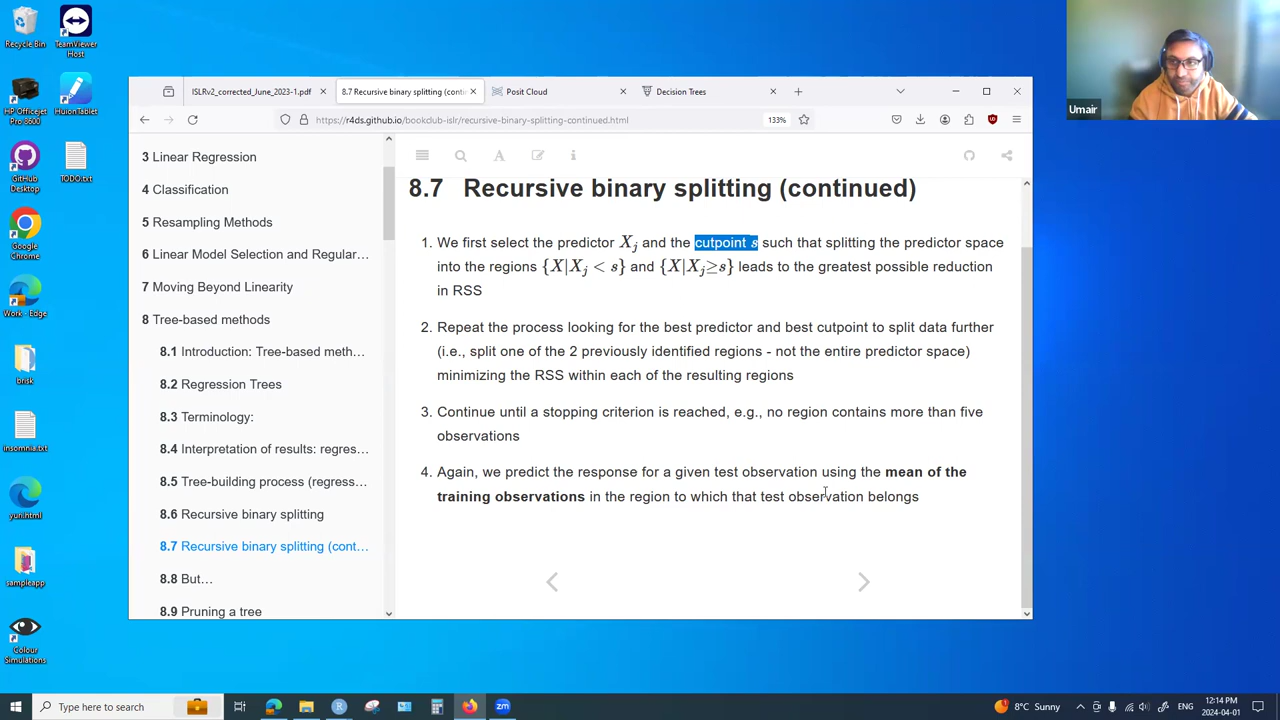 Recycle Bin
TeamViewer
Host
HP OfficeJet
Pro 8600
HuionTablet
GitHub
Desktop
TODO.txt
Google
Chrome
Work - Edge
brisk
insomnia.txt
yuri.html
sampleapp
Colour
Simulations
Umair
ISLRv2_corrected_June_2023-1.pdf
8.7 Recursive binary splitting (conti
Posit Cloud
Decision Trees
https://r4ds.github.io/bookclub-islr/recursive-binary-splitting-continued.html
133%
3 Linear Regression
4 Classification
5 Resampling Methods
6 Linear Model Selection and Regular...
7 Moving Beyond Linearity
8 Tree-based methods
8.1 Introduction: Tree-based meth...
8.2 Regression Trees
8.3 Terminology:
8.4 Interpretation of results: regres...
8.5 Tree-building process (regress...
8.6 Recursive binary splitting
8.7 Recursive binary splitting (cont...
8.8 But...
8.9 Pruning a tree
8.7 Recursive binary splitting (continued)
1. We first select the predictor Xj and the cutpoint s such that splitting the predictor space
into the regions {X|Xj < s} and {X|Xj≥s} leads to the greatest possible reduction
in RSS
2. Repeat the process looking for the best predictor and best cutpoint to split data further
(i.e., split one of the 2 previously identified regions - not the entire predictor space)
minimizing the RSS within each of the resulting regions
3. Continue until a stopping criterion is reached, e.g., no region contains more than five
observations
4. Again, we predict the response for a given test observation using the mean of the
training observations in the region to which that test observation belongs
Type here to search
8°C Sunny
ENG
12:14 PM
2024-04-01